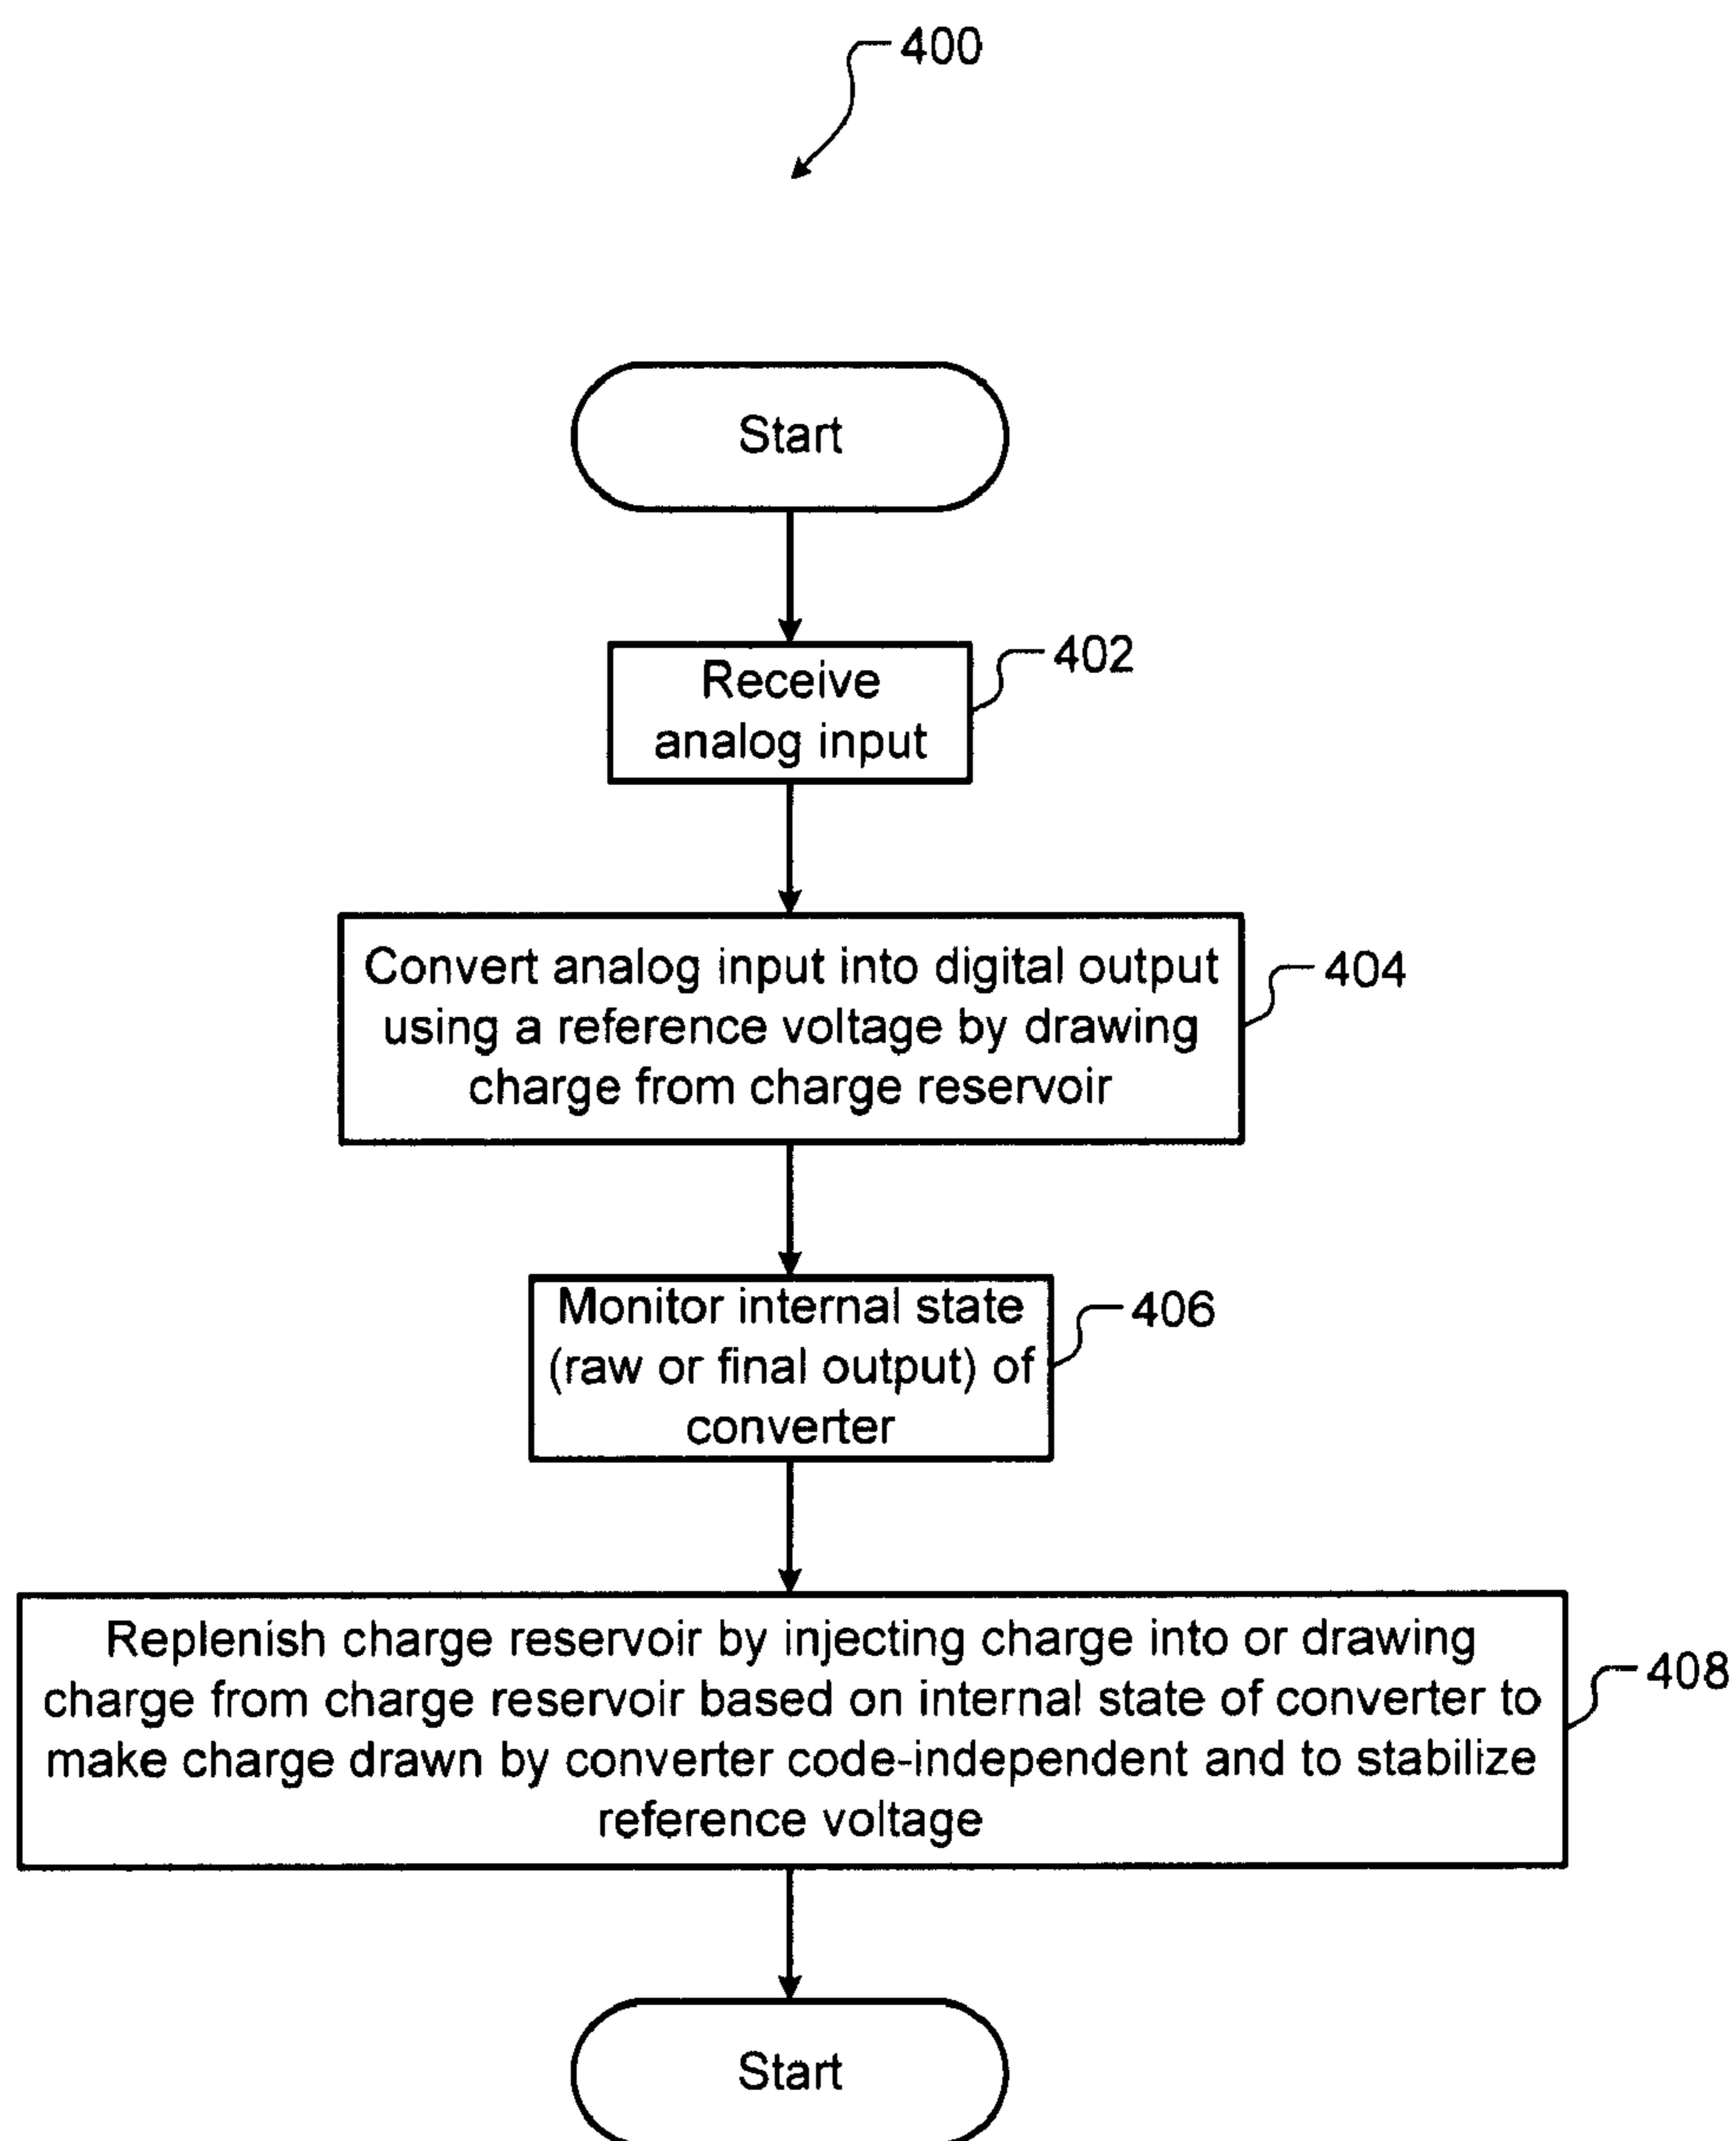 400
Start
Receive
analog input
402
Convert analog input into digital output
using a reference voltage by drawing
charge from charge reservoir
404
Monitor internal state
(raw or final output) of
converter
406
Replenish charge reservoir by injecting charge into or drawing
charge from charge reservoir based on internal state of converter to
make charge drawn by converter code-independent and to stabilize
reference voltage
408
Start